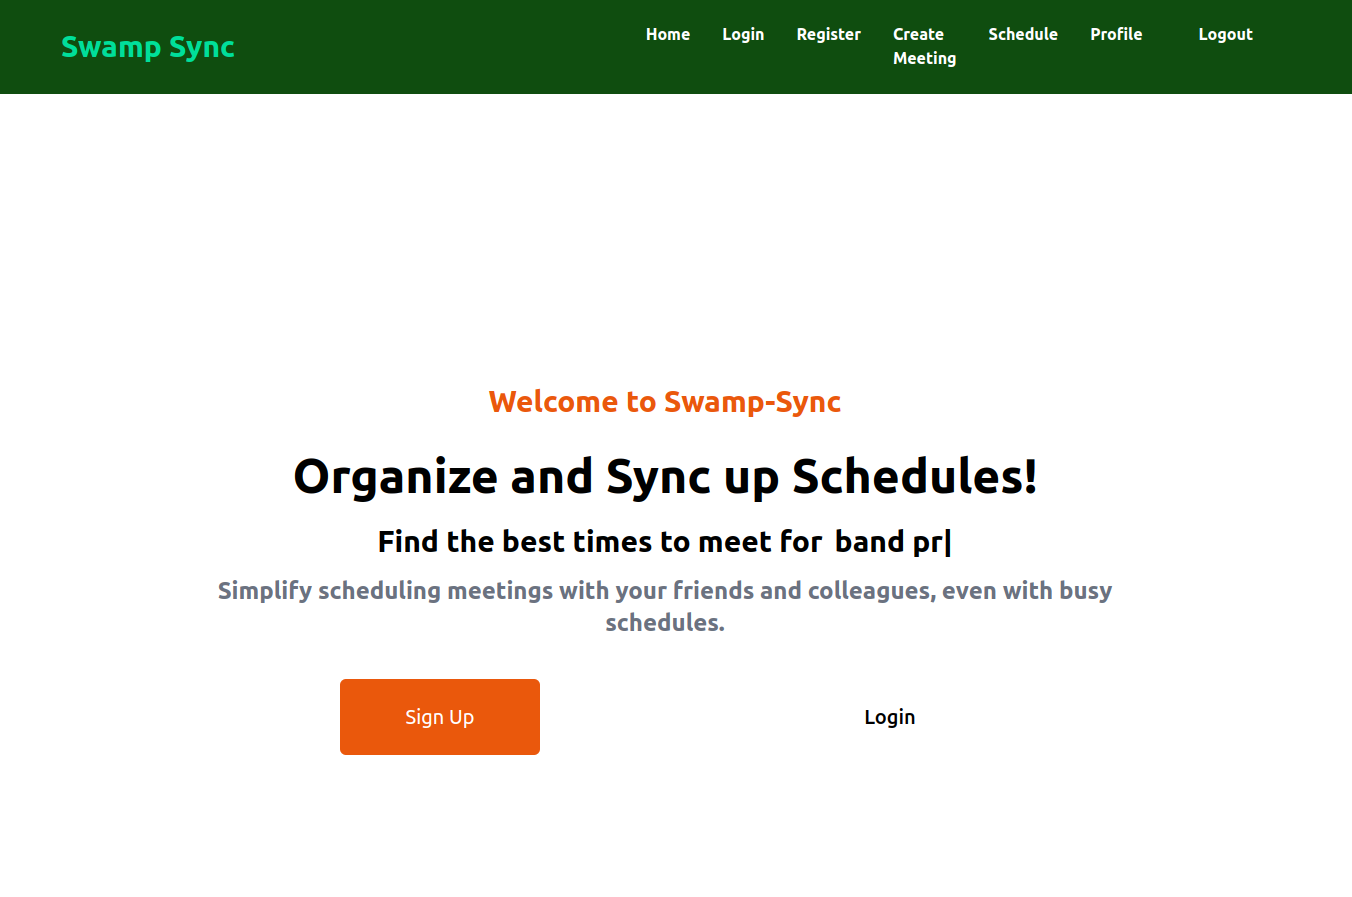 Swamp Sync
Home
Login
Register
Create
Meeting
Schedule
Profile
Logout
Welcome to Swamp-Sync
Organize and Sync up Schedules!
Find the best times to meet for band pr|
Simplify scheduling meetings with your friends and colleagues, even with busy
schedules.
Sign Up
Login